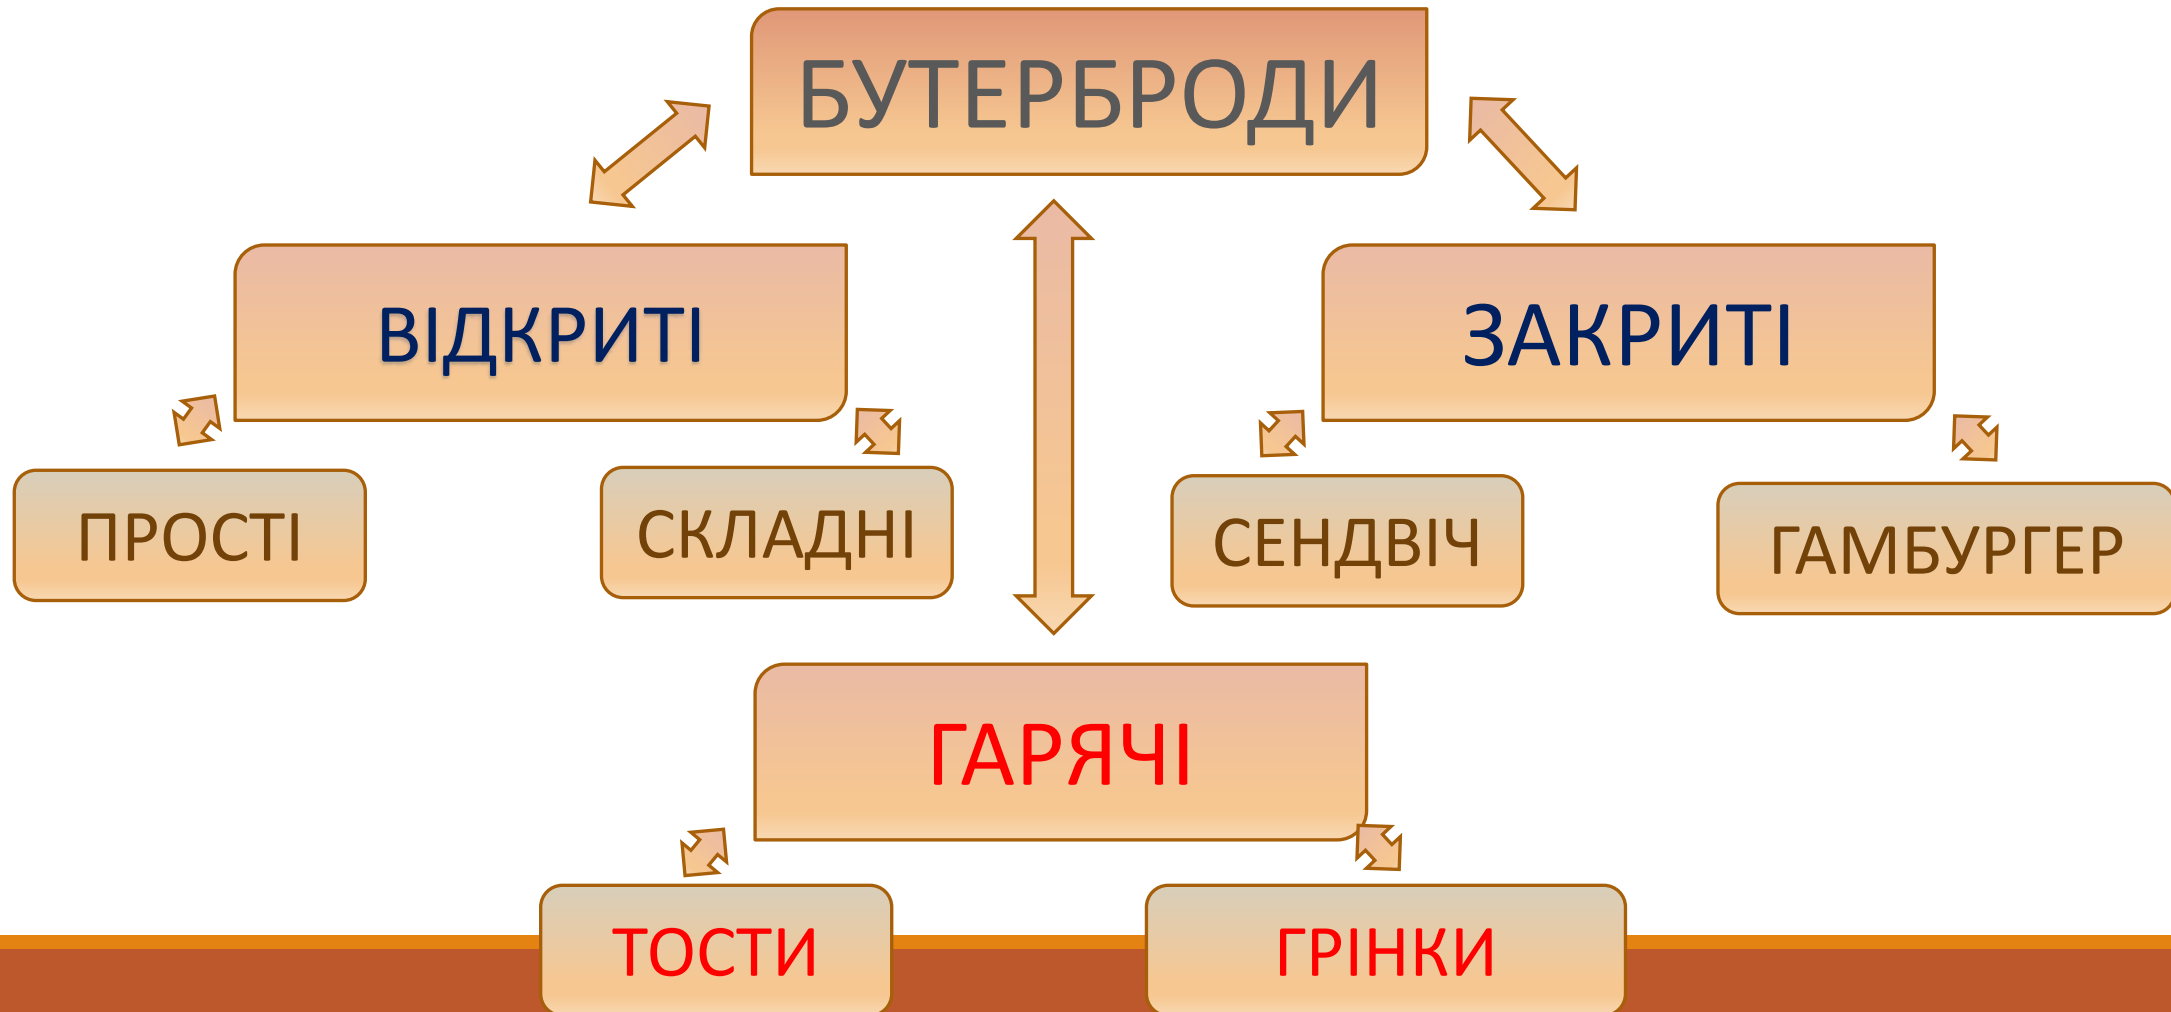 БУТЕРБРОДИ
ВІДКРИТІ
ЗАКРИТІ
ПРОСТІ
СКЛАДНІ
СЕНДВІЧ
ГАМБУРГЕР
ГАРЯЧІ
ТОСТИ
ГРІНКИ